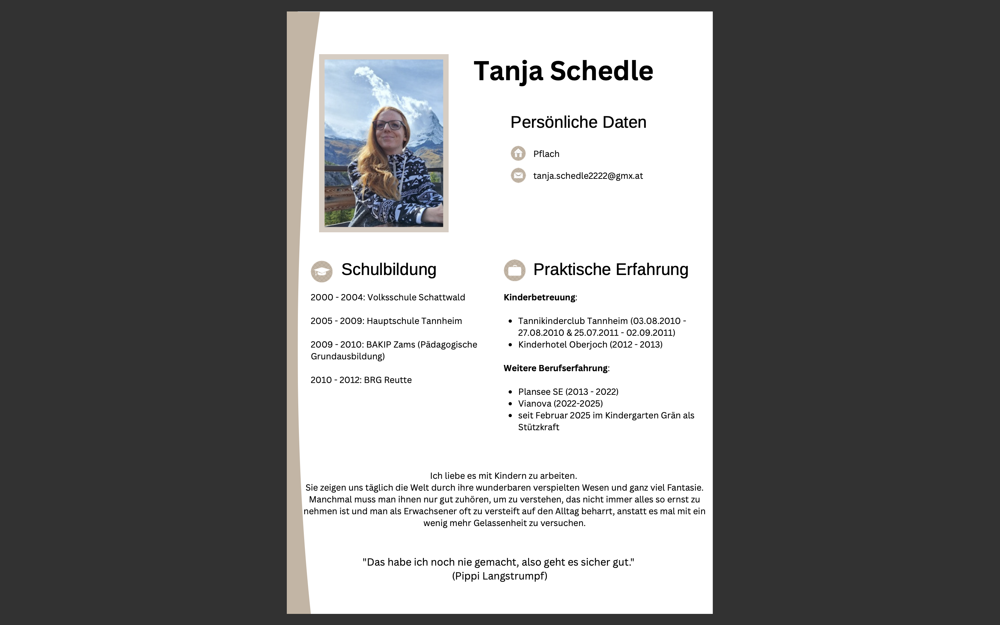 Tanja Schedle
Persönliche Daten
Pflach
tanja.schedle2222@gmx.at
Schulbildung
2000 - 2004: Volksschule Schattwald
2005 - 2009: Hauptschule Tannheim
2009 - 2010: BAKIP Zams (Pädagogische
Grundausbildung)
2010 - 2012: BRG Reutte
Praktische Erfahrung
Kinderbetreuung:
• Tannikinderclub Tannheim (03.08.2010 -
27.08.2010 & 25.07.2011 - 02.09.2011)
• Kinderhotel Oberjoch (2012 - 2013)
Weitere Berufserfahrung:
• Plansee SE (2013 - 2022)
• Vianova (2022-2025)
• seit Februar 2025 im Kindergarten Grän als
Stützkraft
Ich liebe es mit Kindern zu arbeiten.
Sie zeigen uns täglich die Welt durch ihre wunderbaren verspielten Wesen und ganz viel Fantasie.
Manchmal muss man ihnen nur gut zuhören, um zu verstehen, das nicht immer alles so ernst zu
nehmen ist und man als Erwachsener oft zu versteift auf den Alltag beharrt, anstatt es mal mit ein
wenig mehr Gelassenheit zu versuchen.
"Das habe ich noch nie gemacht, also geht es sicher gut."
(Pippi Langstrumpf)